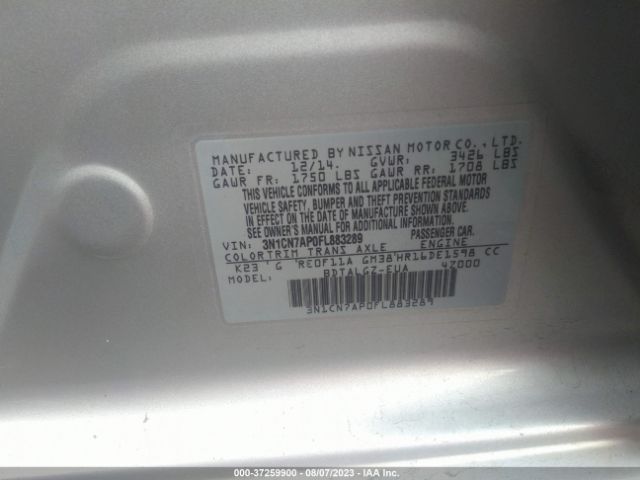 MANUFACTURED BY NISSAN MOTOR CO., LTD.
DATE: 12/14. GVWR: 3426 LBS
GAWR FR: 1750 LBS GAWR RR: 1708 LBS
THIS VEHICLE CONFORMS TO ALL APPLICABLE FEDERAL MOTOR
VEHICLE SAFETY, BUMPER AND THEFT PREVENTION STANDARDS
IN EFFECT ON THE DATE OF MANUFACTURE SHOWN ABOVE.
SEE OWNER'S MANUAL FOR ADDITIONAL INFORMATION.
VIN: 3N1CN7AP0FL883289 PASSENGER CAR
COLOR TRIM TRANS AXLE ENGINE
K23 G RE0F11A GM38 HR16DE1598 CC
MODEL: BDTALGZ-EUA 4Z000
3N1CN7AP0FL883289
000-37259900 - 08/07/2023 - IAA Inc.